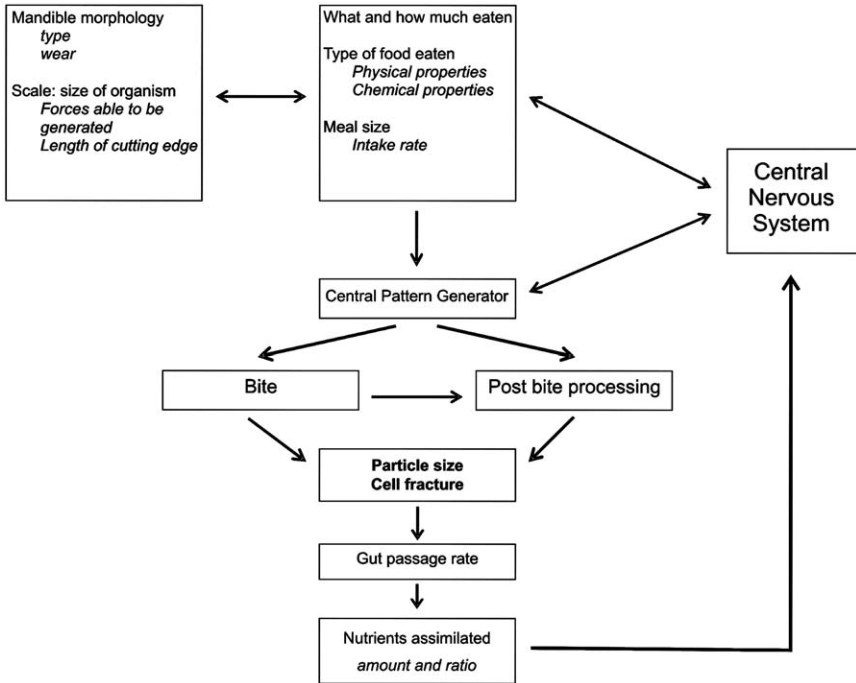 Mandible morphology
type
wear
Scale: size of organism
Forces able to be
generated
Length of cutting edge
What and how much eaten
Type of food eaten
Physical properties
Chemical properties
Meal size
Intake rate
Central
Nervous
System
Central Pattern Generator
Bite
Post bite processing
Particle size
Cell fracture
Gut passage rate
Nutrients assimilated
amount and ratio